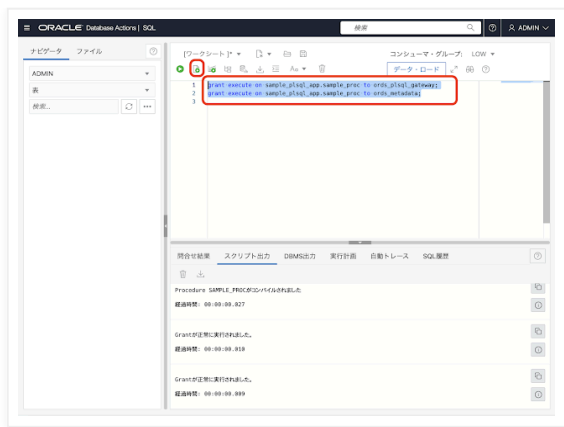 ORACLE Database Actions | SQL
検索
ADMIN
ナビゲータ ファイル
ADMIN
表
検索...
[ワークシート]*
コンシューマ・グループ: LOW
Aa
データ・ロード
1 grant execute on sample_plsql_app.sample_proc to ords_plsql_gateway;
2 grant execute on sample_plsql_app.sample_proc to ords_metadata;
3
問合せ結果 スクリプト出力 DBMS出力 実行計画 自動トレース SQL履歴
Procedure SAMPLE_PROCがコンパイルされました
経過時間: 00:00:00.027
Grantが正常に実行されました。
経過時間: 00:00:00.010
Grantが正常に実行されました。
経過時間: 00:00:00.009